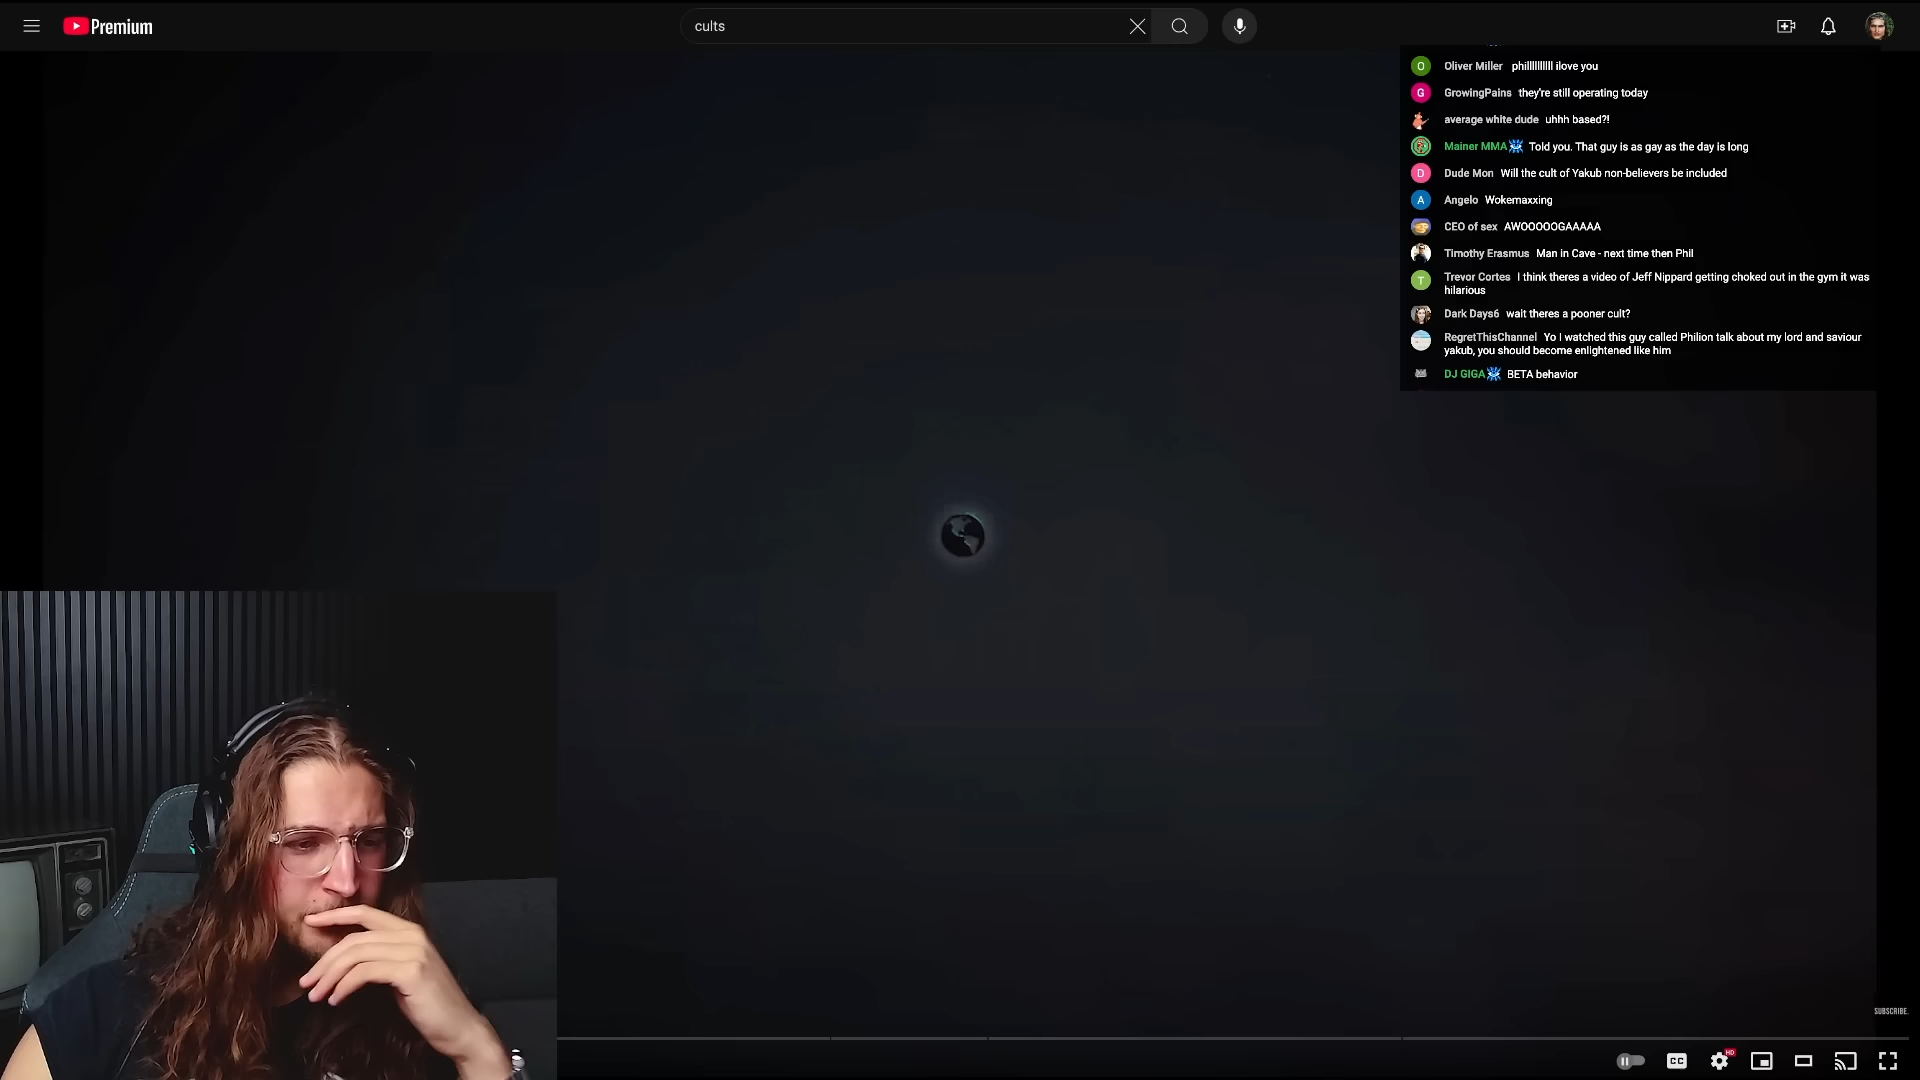 Premium
cults
Oliver Miller philllllllllll ilove you
GrowingPains they're still operating today
average white dude uhhh based?!
Mainer MMA Told you. That guy is as gay as the day is long
Dude Mon Will the cult of Yakub non-believers be included
Angelo Wokemaxxing
CEO of sex AWOOOOOGAAAAA
Timothy Erasmus Man in Cave - next time then Phil
Trevor Cortes I think theres a video of Jeff Nippard getting choked out in the gym it was
hilarious
Dark Days6 wait theres a pooner cult?
RegretThisChannel Yo I watched this guy called Philion talk about my lord and saviour
yakub, you should become enlightened like him
DJ GIGA BETA behavior
SUBSCRIBE
CC
HD